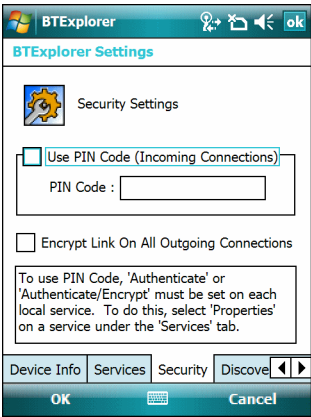 BTExplorer
ok
BTExplorer Settings
Security Settings
Use PIN Code (Incoming Connections)
PIN Code :
Encrypt Link On All Outgoing Connections
To use PIN Code, 'Authenticate' or
'Authenticate/Encrypt' must be set on each
local service. To do this, select 'Properties'
on a service under the 'Services' tab.
Device Info Services Security Discove
OK Cancel